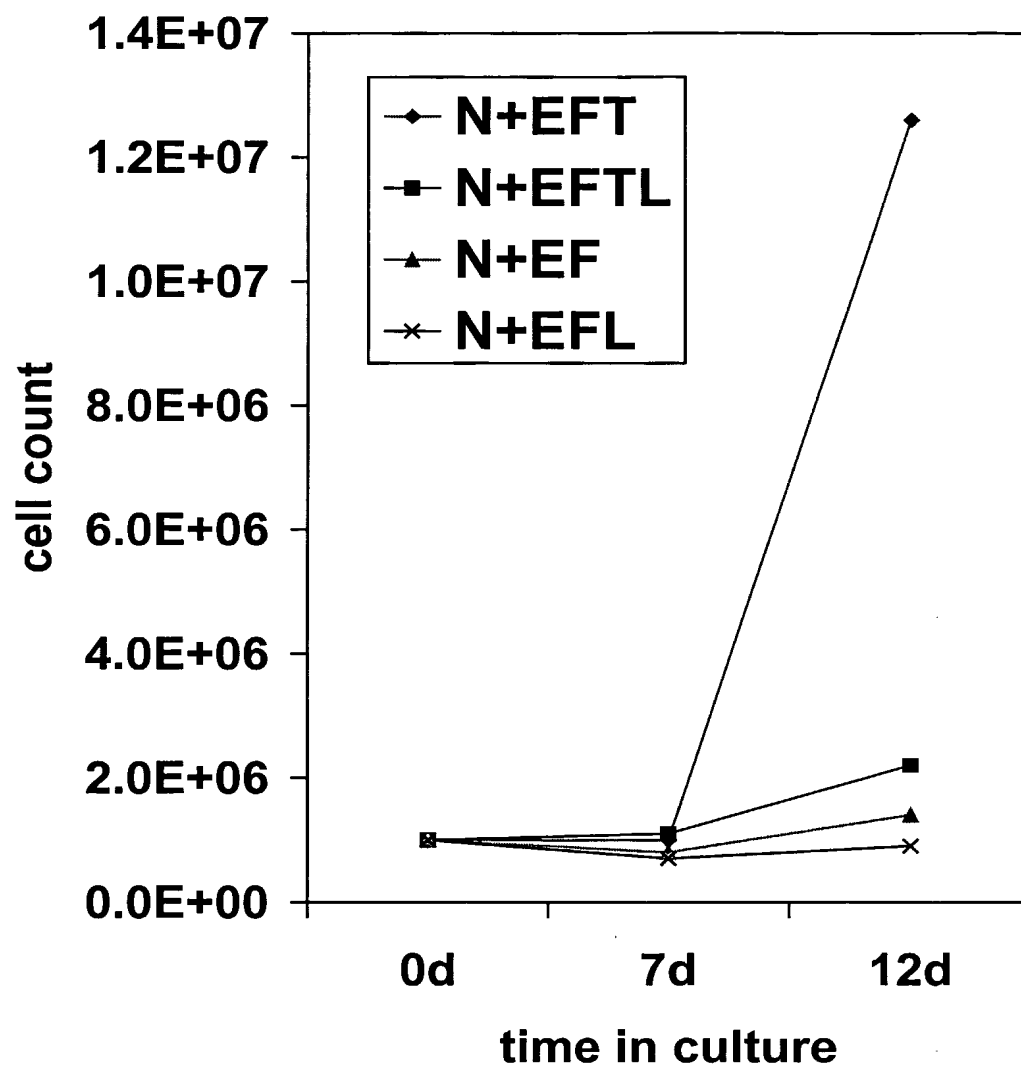 1.4E+07
1.2E+07
1.0E+07
8.0E+06
6.0E+06
4.0E+06
2.0E+06
0.0E+00
cell count
N+EFT
N+EFTL
N+EF
N+EFL
0d 7d 12d
time in culture